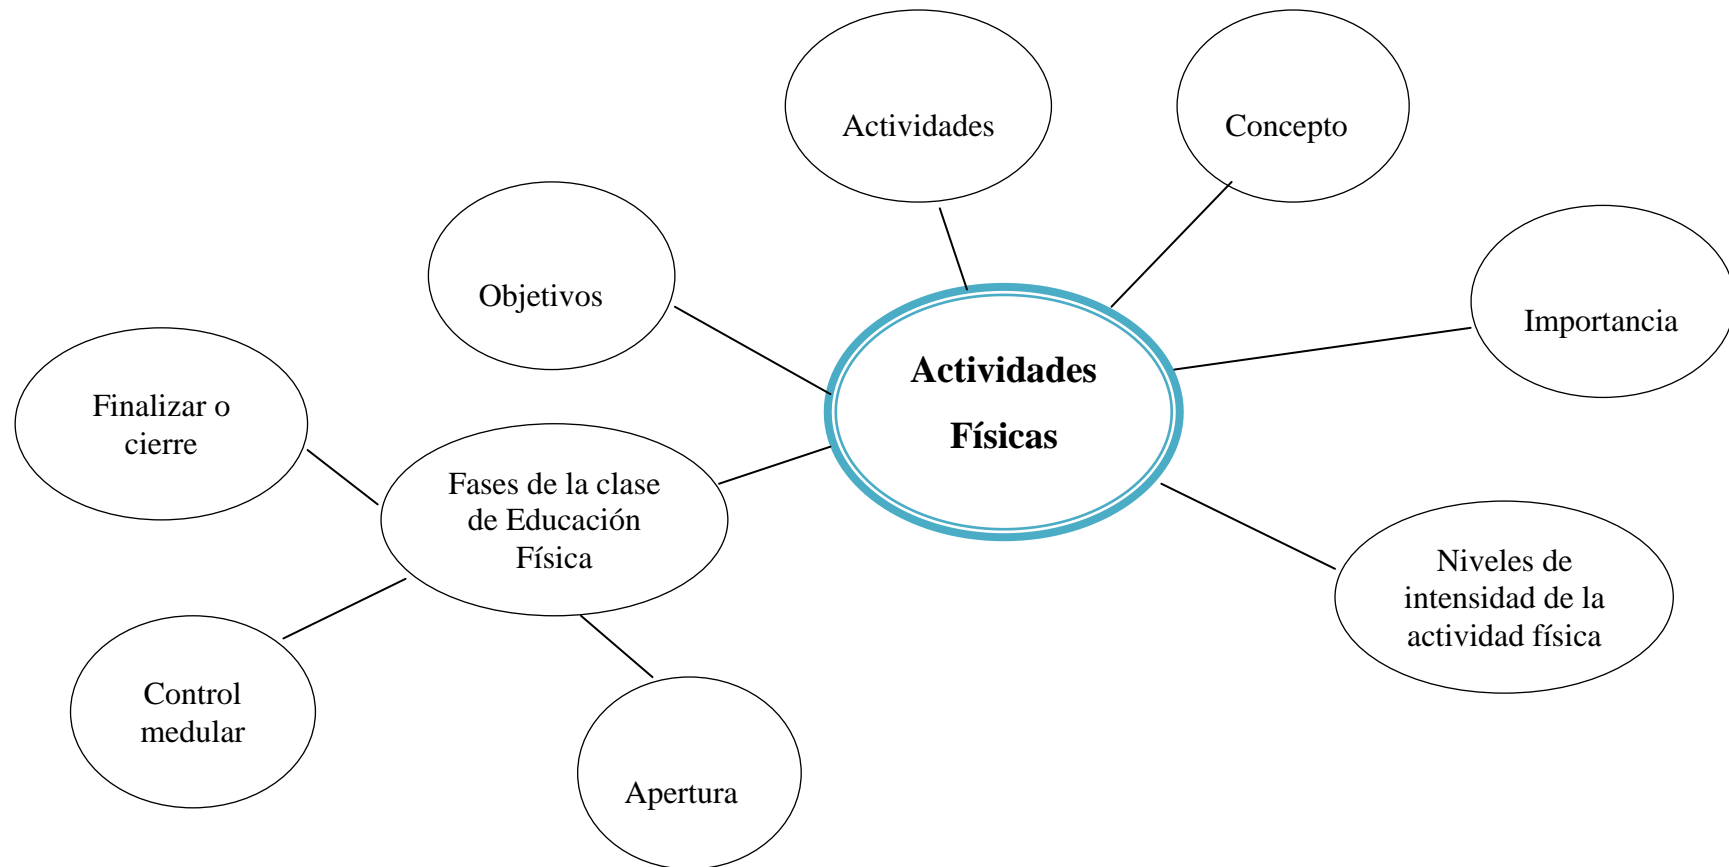 Actividades
Concepto
Objetivos
Importancia
Actividades
Físicas
Finalizar o
cierre
Fases de la clase
de Educación
Física
Niveles de
intensidad de la
actividad física
Control
medular
Apertura